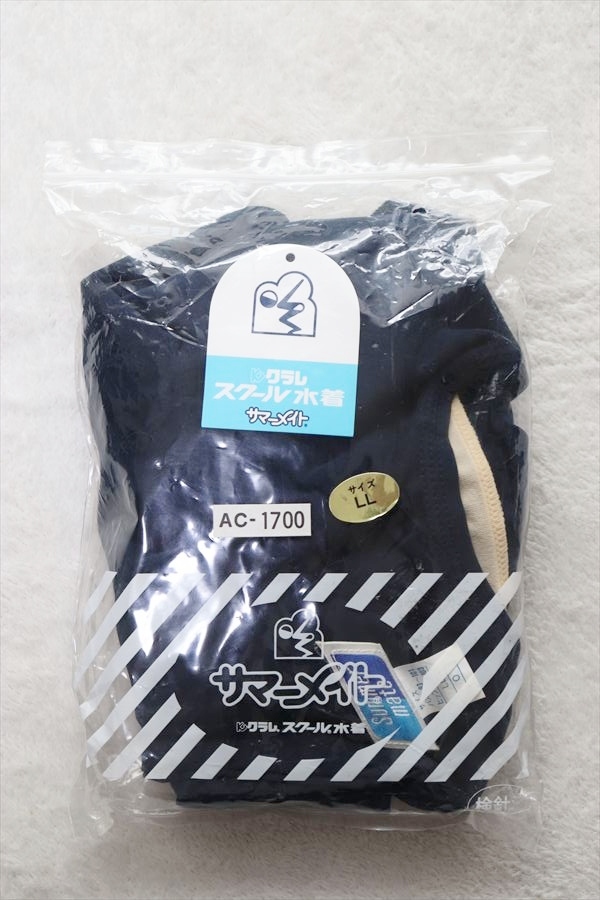 クラレ
スクール水着
サマーメイト
サイズ
LL
AC-1700
サマーメイト
クラレ スクール水着
Summer
mate
検針